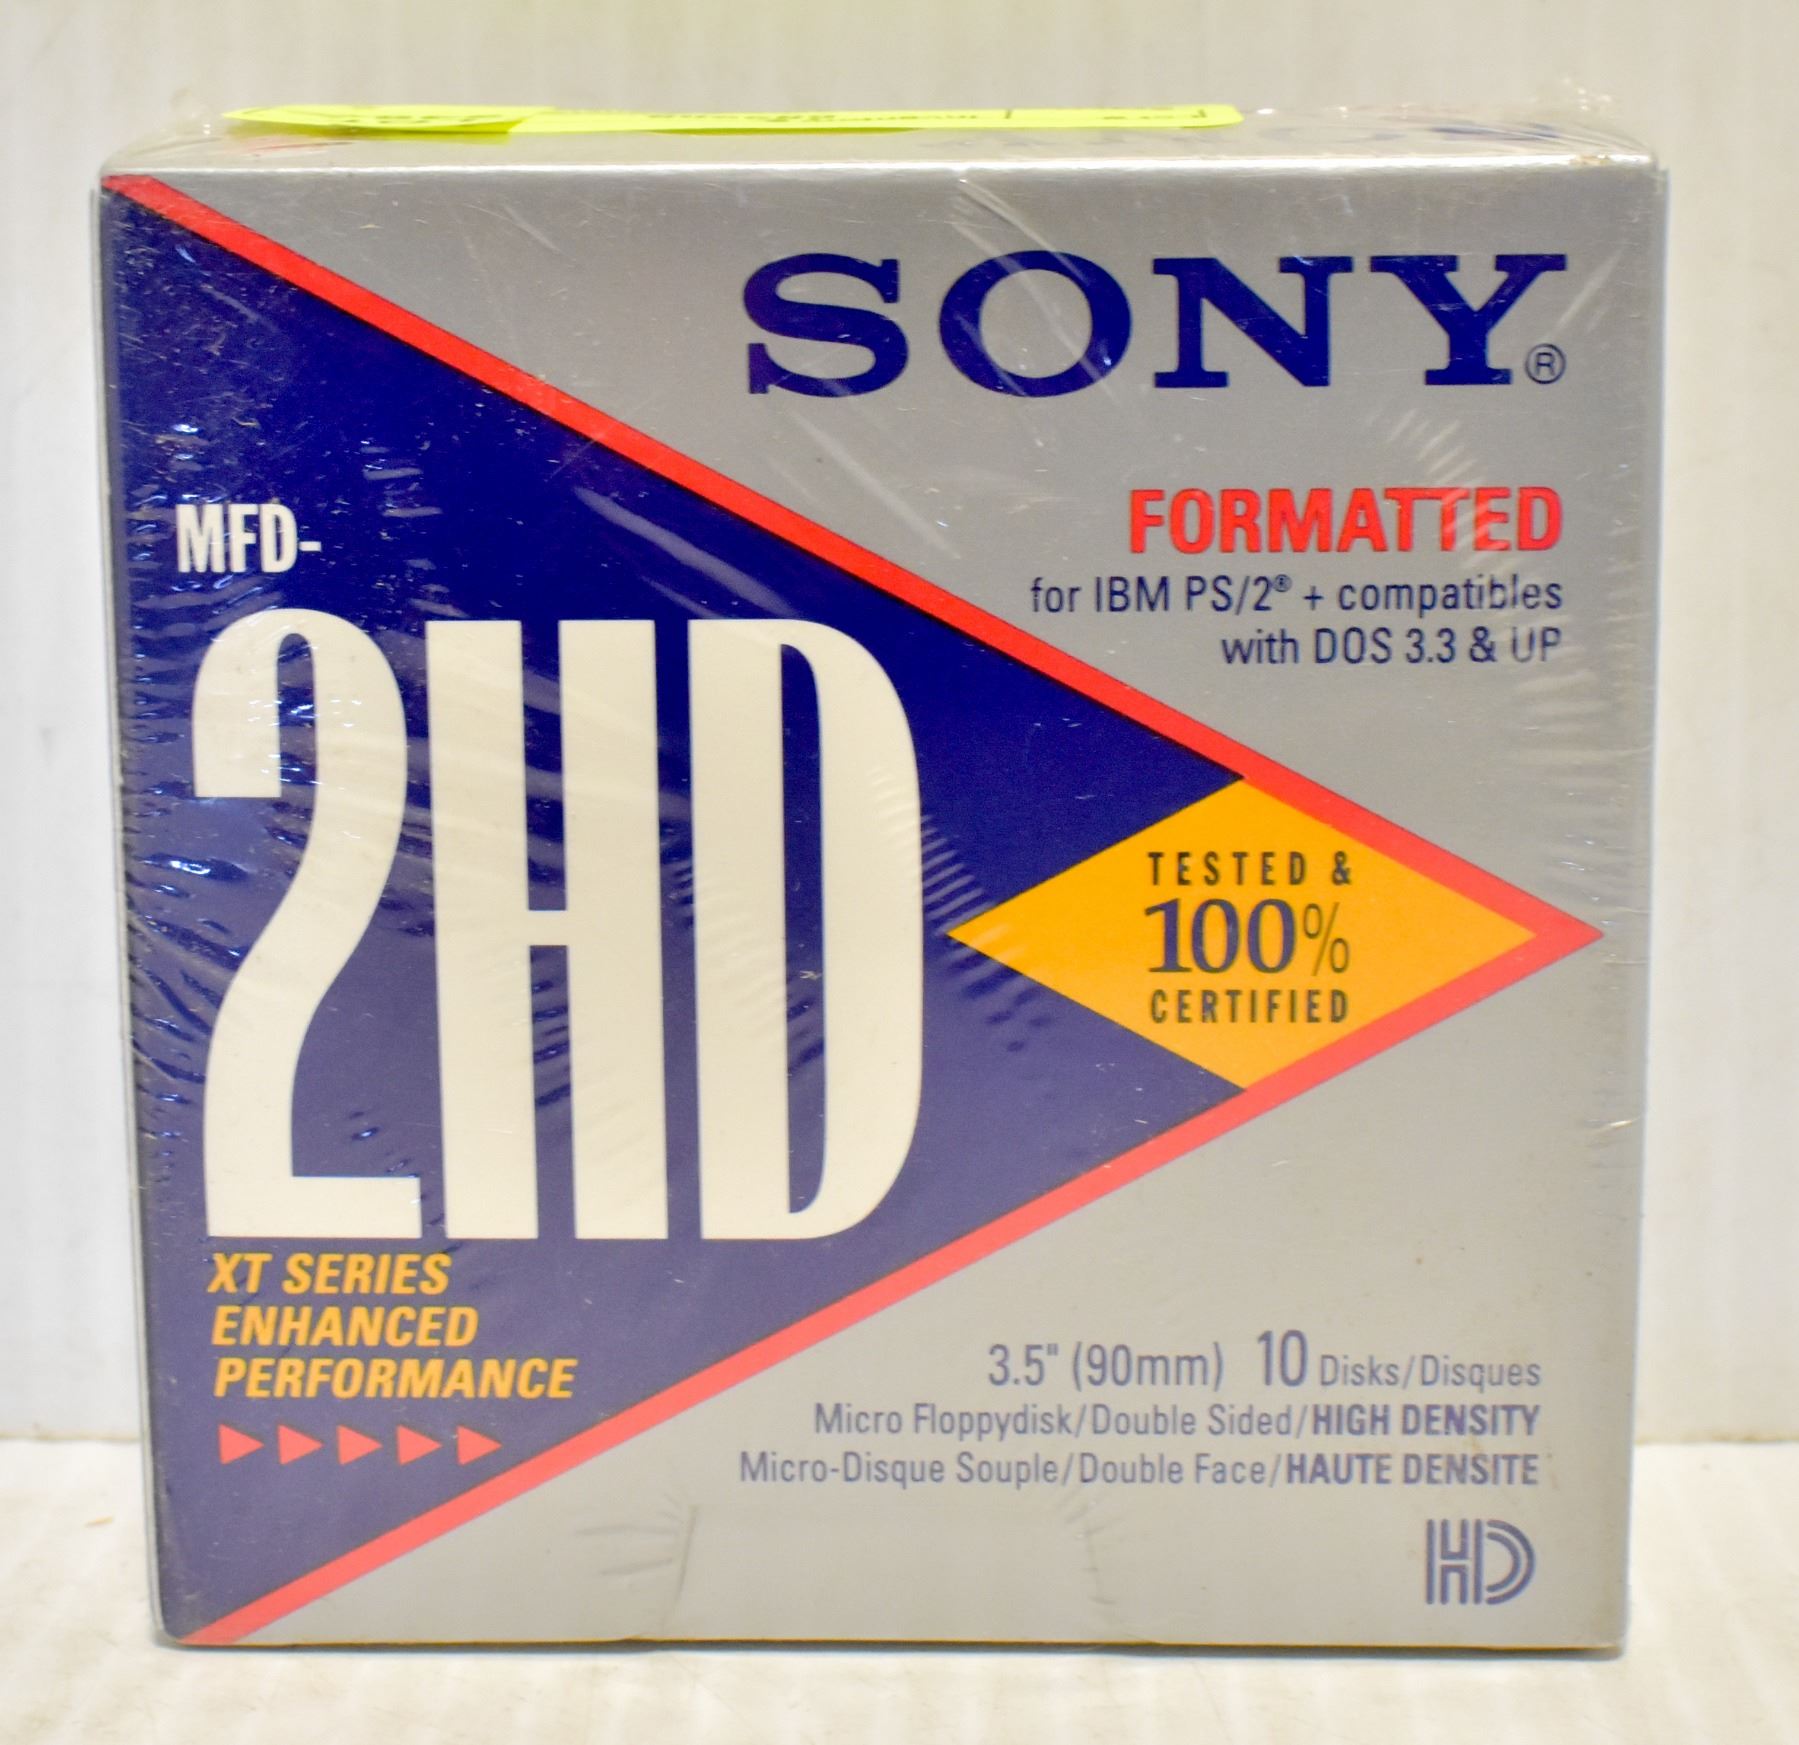 SONY®
FORMATTED
for IBM PS/2® + compatibles
with DOS 3.3 & UP
MFD-
2HD
TESTED &
100%
CERTIFIED
XT SERIES
ENHANCED
PERFORMANCE
3.5" (90mm) 10 Disks/Disques
Micro Floppydisk/Double Sided/HIGH DENSITY
Micro-Disque Souple/Double Face/HAUTE DENSITE
HD